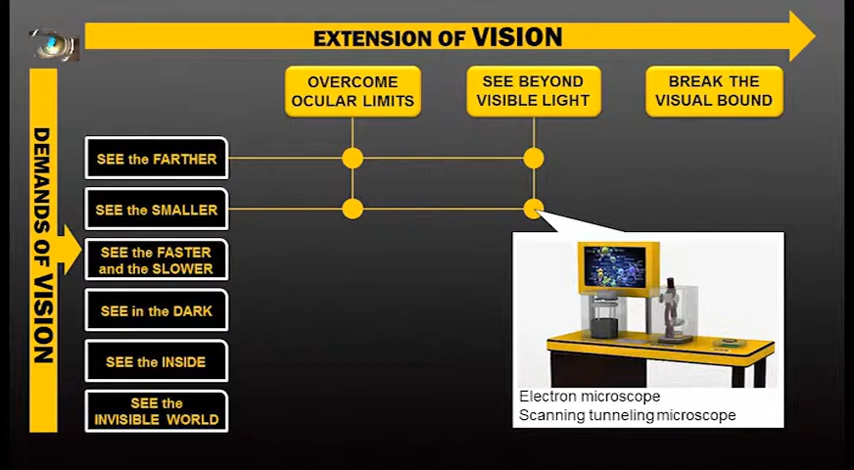 EXTENSION OF VISION
DEMANDS OF VISION
OVERCOME
OCULAR LIMITS
SEE BEYOND
VISIBLE LIGHT
BREAK THE
VISUAL BOUND
SEE the FARTHER
SEE the SMALLER
SEE the FASTER
and the SLOWER
SEE in the DARK
SEE the INSIDE
SEE the
INVISIBLE WORLD
Electron microscope
Scanning tunneling microscope